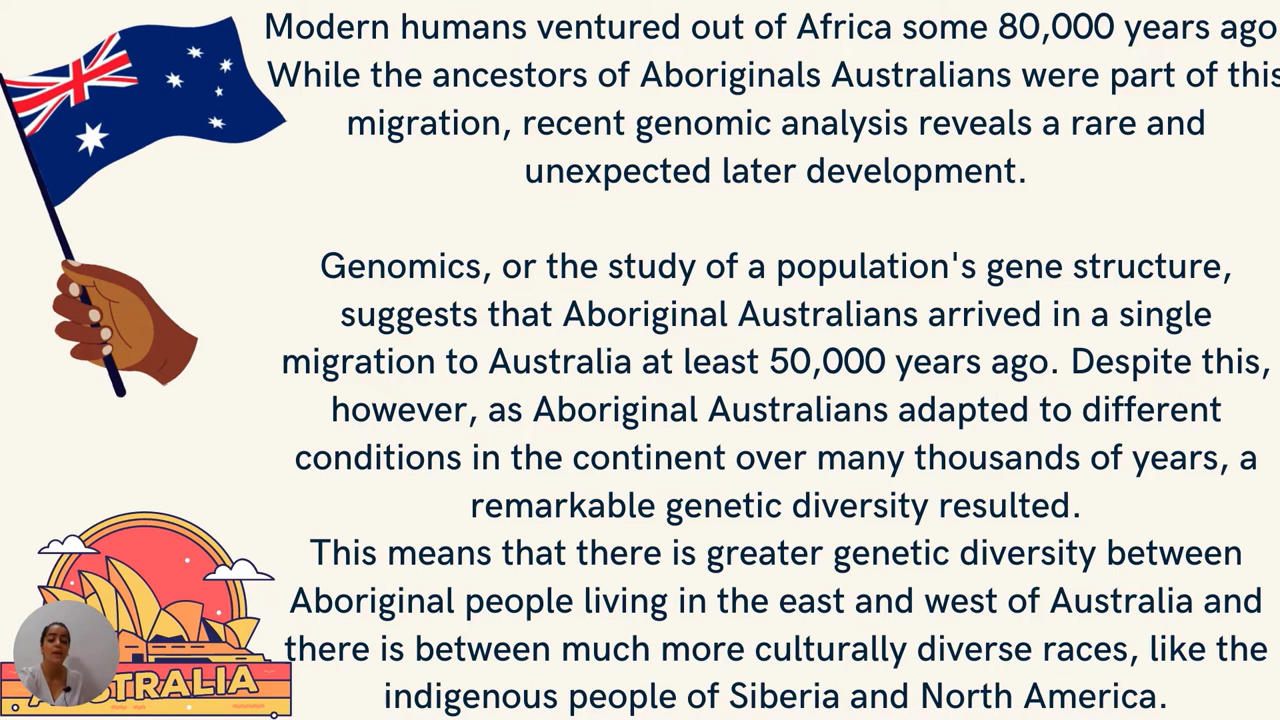 Modern humans ventured out of Africa some 80,000 years ago
While the ancestors of Aboriginals Australians were part of this
migration, recent genomic analysis reveals a rare and
unexpected later development.
Genomics, or the study of a population's gene structure,
suggests that Aboriginal Australians arrived in a single
migration to Australia at least 50,000 years ago. Despite this,
however, as Aboriginal Australians adapted to different
conditions in the continent over many thousands of years, a
remarkable genetic diversity resulted.
This means that there is greater genetic diversity between
Aboriginal people living in the east and west of Australia and
there is between much more culturally diverse races, like the
indigenous people of Siberia and North America.
AUSTRALIA